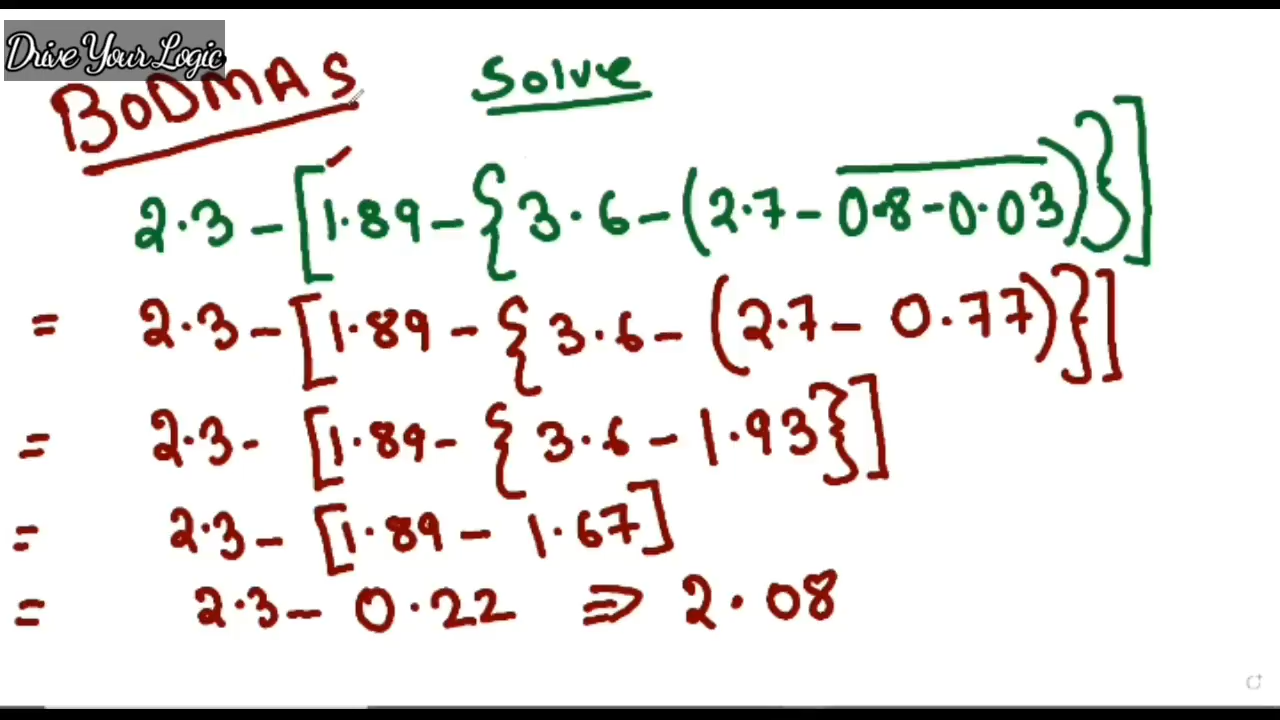 Drive Your Logic
BODMAS Solve
2.3 - [1.89 - {3.6 - (2.7 - 0.8 - 0.03)}]
= 2.3 - [1.89 - {3.6 - (2.7 - 0.77)}]
= 2.3 - [1.89 - {3.6 - 1.93}]
= 2.3 - [1.89 - 1.67]
= 2.3 - 0.22 ⇒ 2.08